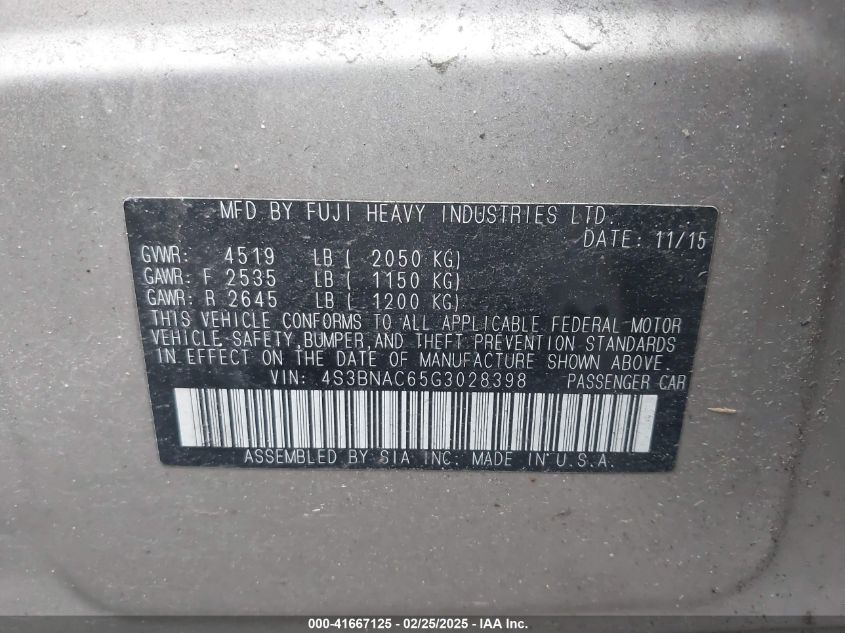 MFD BY FUJI HEAVY INDUSTRIES LTD.
DATE: 11/15
GVWR: 4519 LB ( 2050 KG)
GAWR: F 2535 LB ( 1150 KG)
GAWR: R 2645 LB ( 1200 KG)
THIS VEHICLE CONFORMS TO ALL APPLICABLE FEDERAL MOTOR
VEHICLE-SAFETY,BUMPER,AND THEFT PREVENTION STANDARDS
IN EFFECT ON THE DATE OF MANUFACTURE SHOWN ABOVE.
VIN: 4S3BNAC65G3028398 PASSENGER CAR
ASSEMBLED BY SIA INC. MADE IN U.S.A.
000-41667125 - 02/25/2025 - IAA Inc.